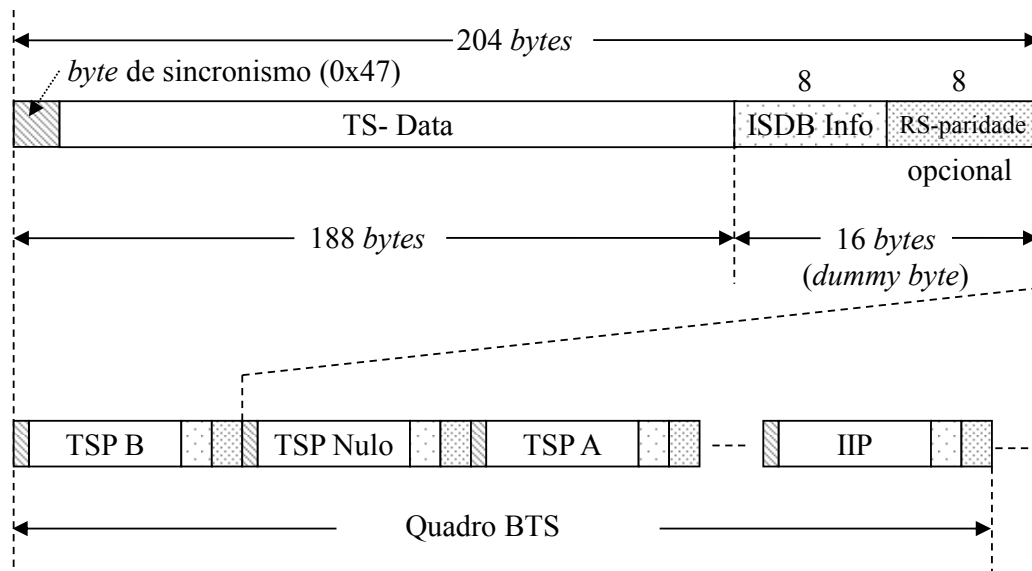 204 bytes
byte de sincronismo (0x47)
8 8
TS- Data ISDB Info RS-paridade
opcional
188 bytes 16 bytes
(dummy byte)
TSP B TSP Nulo TSP A IIP
Quadro BTS